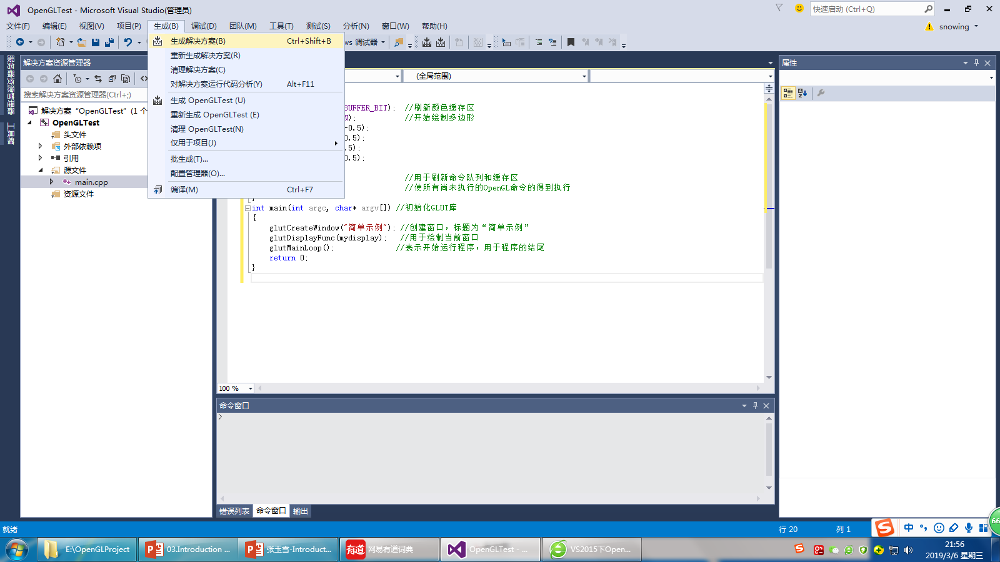 OpenGLTest - Microsoft Visual Studio(管理员)
快速启动 (Ctrl+Q)
文件(F) 编辑(E) 视图(V) 项目(P) 生成(B) 调试(D) 团队(M) 工具(T) 测试(S) 分析(N) 窗口(W) 帮助(H)
snowing
生成解决方案(B) Ctrl+Shift+B
重新生成解决方案(R)
清理解决方案(C)
对解决方案运行代码分析(Y) Alt+F11
生成 OpenGLTest (U)
重新生成 OpenGLTest (E)
清理 OpenGLTest(N)
仅用于项目(J)
批生成(T)...
配置管理器(O)...
编译(M) Ctrl+F7
ws 调试器
服务器资源管理器
工具箱
解决方案资源管理器
搜索解决方案资源管理器(Ctrl+;)
解决方案“OpenGLTest”(1 个
OpenGLTest
头文件
外部依赖项
引用
源文件
main.cpp
资源文件
(全局范围)
BUFFER_BIT); //刷新颜色缓存区
); //开始绘制多边形
-0.5);
0.5);
.5);
0.5);
//用于刷新命令队列和缓存区
//使所有尚未执行的OpenGL命令的得到执行
}
int main(int argc, char* argv[]) //初始化GLUT库
{
glutCreateWindow("简单示例"); //创建窗口，标题为“简单示例”
glutDisplayFunc(mydisplay); //用于绘制当前窗口
glutMainLoop(); //表示开始运行程序，用于程序的结尾
return 0;
}
100 %
属性
命令窗口
>
错误列表 命令窗口 输出
就绪
行 20 列 1
中
66
E:\OpenGLProject
03.Introduction ...
张玉雪-Introduct...
有道 网易有道词典
OpenGLTest - ...
VS2015下Open...
21:56
2019/3/6 星期三